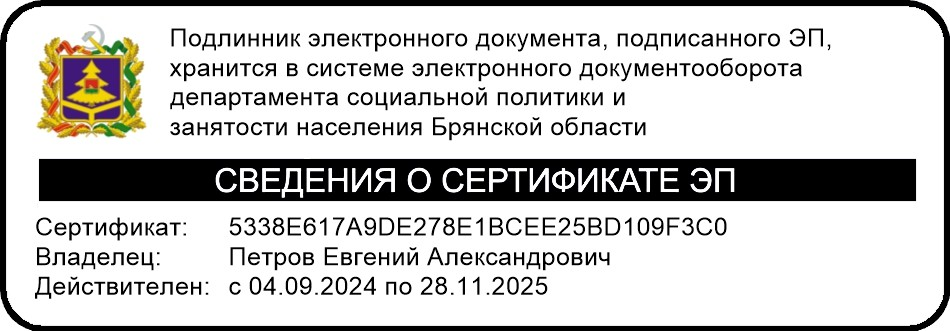 Подлинник электронного документа, подписанного ЭП,
хранится в системе электронного документооборота
департамента социальной политики и
занятости населения Брянской области
СВЕДЕНИЯ О СЕРТИФИКАТЕ ЭП
Сертификат: 5338E617A9DE278E1BCEE25BD109F3C0
Владелец: Петров Евгений Александрович
Действителен: с 04.09.2024 по 28.11.2025